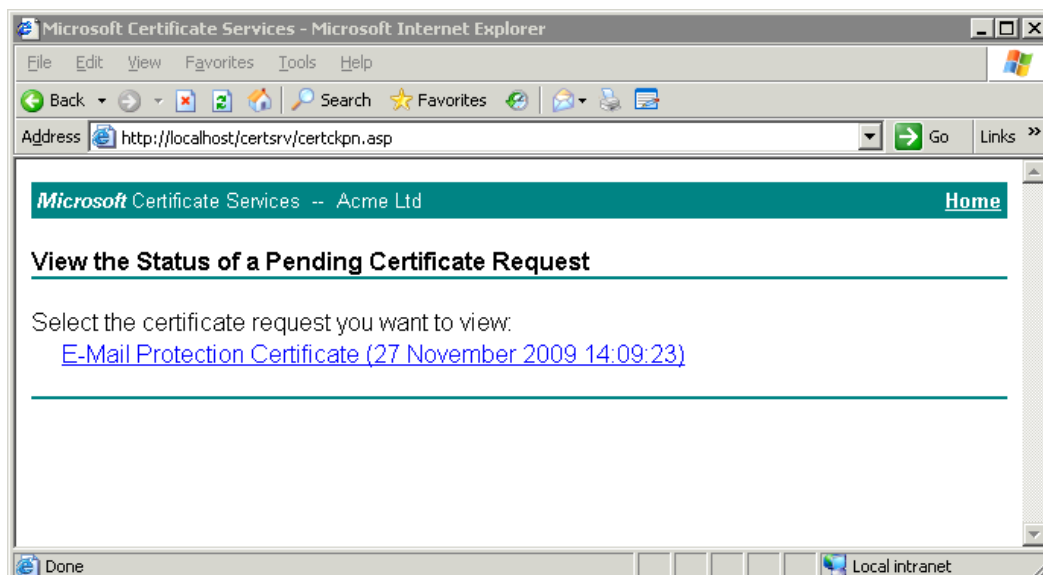 Microsoft Certificate Services - Microsoft Internet Explorer
File Edit View Favorites Tools Help
Back Search Favorites
Address http://localhost/certsrv/certckpn.asp Go Links »
Microsoft Certificate Services -- Acme Ltd Home
View the Status of a Pending Certificate Request
Select the certificate request you want to view:
E-Mail Protection Certificate (27 November 2009 14:09:23)
Done Local intranet